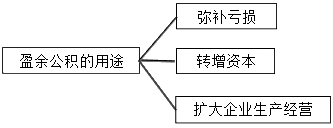 弥补亏损
盈余公积的用途
转增资本
扩大企业生产经营